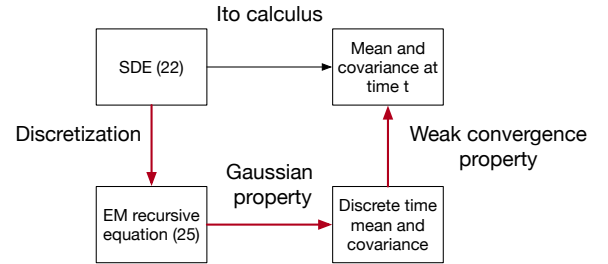 Ito calculus
SDE (22)
Mean and
covariance at
time t
Discretization
Weak convergence
property
Gaussian
property
EM recursive
equation (25)
Discrete time
mean and
covariance